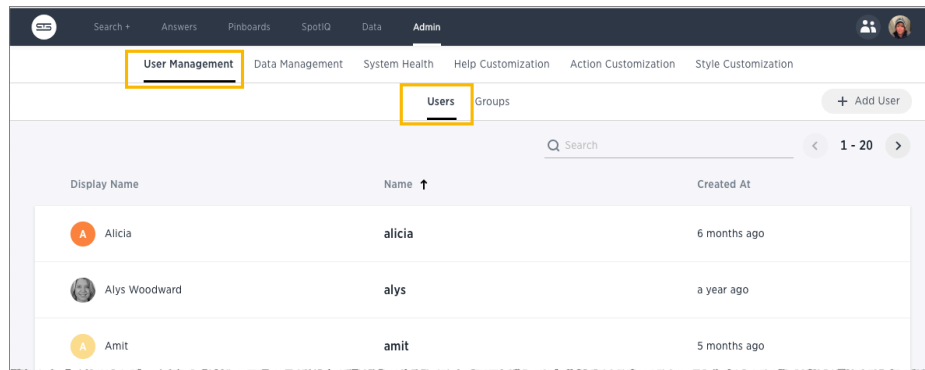 Search + Answers Pinboards SpotIQ Data Admin
User Management Data Management System Health Help Customization Action Customization Style Customization
Users Groups + Add User
Search < 1 - 20 >
Display Name Name ↑ Created At
A Alicia alicia 6 months ago
Alys Woodward alys a year ago
A Amit amit 5 months ago